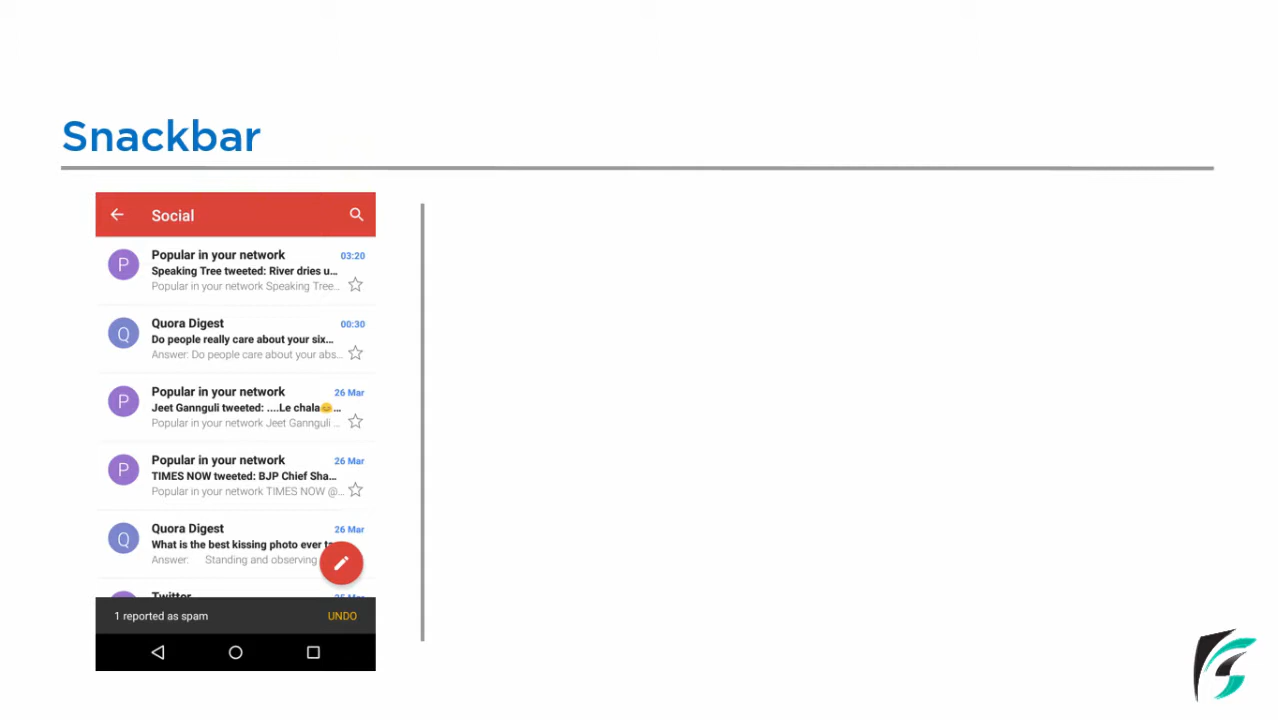 Snackbar
Social
P
Popular in your network 03:20
Speaking Tree tweeted: River dries u...
Popular in your network Speaking Tree...
Q
Quora Digest 00:30
Do people really care about your six...
Answer: Do people care about your abs...
P
Popular in your network 26 Mar
Jeet Gannguli tweeted: ....Le chala😊...
Popular in your network Jeet Gannguli ...
P
Popular in your network 26 Mar
TIMES NOW tweeted: BJP Chief Sha...
Popular in your network TIMES NOW @...
Q
Quora Digest 26 Mar
What is the best kissing photo ever
Answer: Standing and observing
Twitter
1 reported as spam UNDO